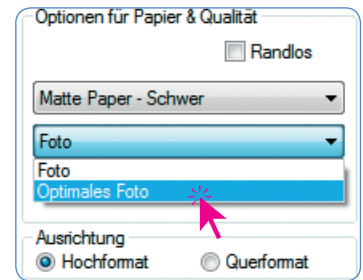 Optionen für Papier & Qualität
Randlos
Matte Paper - Schwer
Foto
Foto
Optimales Foto
Ausrichtung
Hochformat Querformat